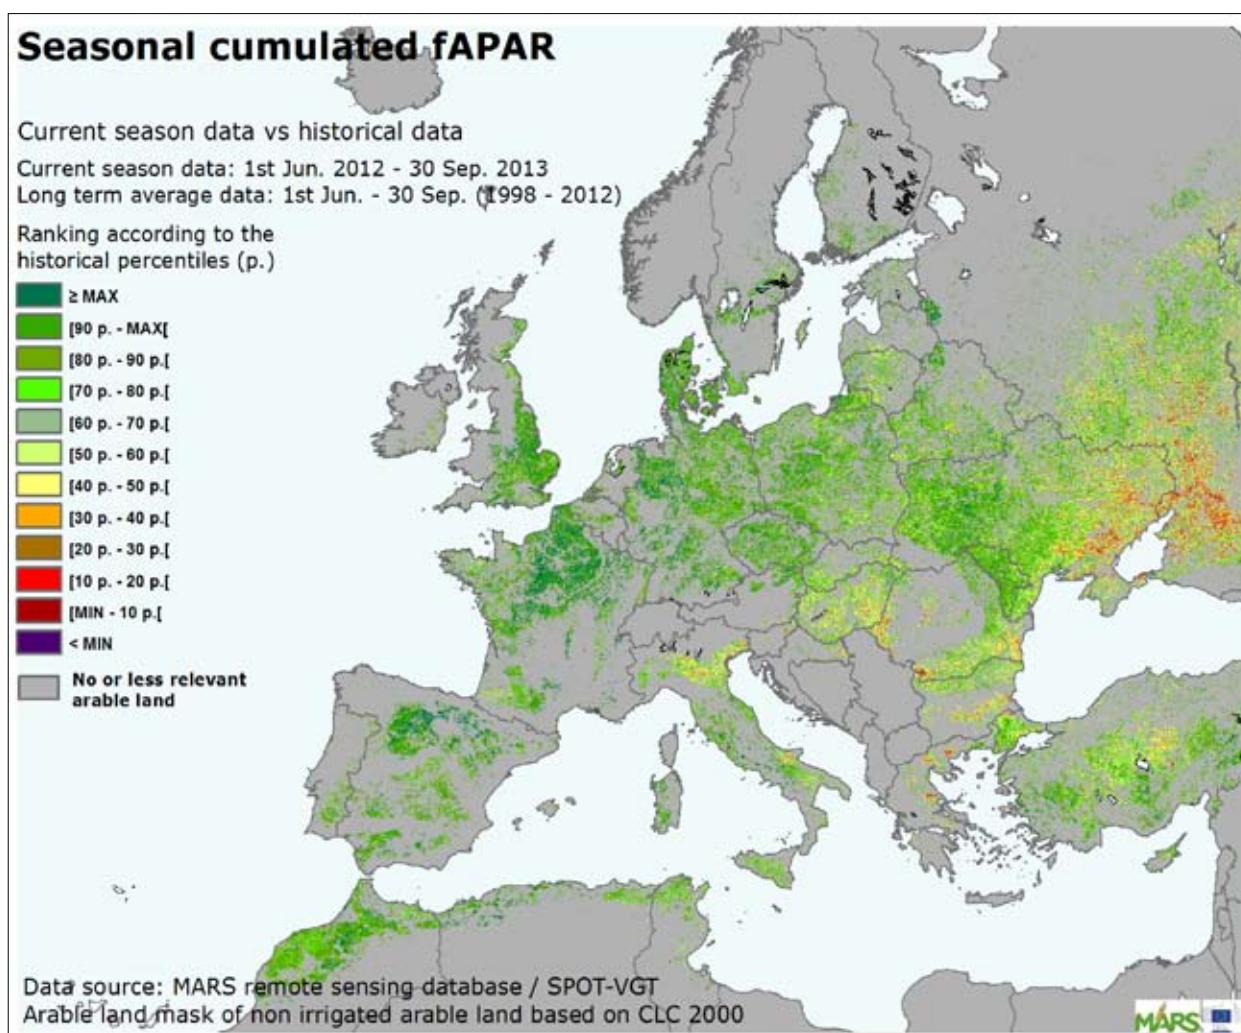 Seasonal cumulated fAPAR
Current season data vs historical data
Current season data: 1st Jun. 2012 - 30 Sep. 2013
Long term average data: 1st Jun. - 30 Sep. (1998 - 2012)
Ranking according to the
historical percentiles (p.)
≥ MAX
[90 p. - MAX[
[80 p. - 90 p.[
[70 p. - 80 p.[
[60 p. - 70 p.[
[50 p. - 60 p.[
[40 p. - 50 p.[
[30 p. - 40 p.[
[20 p. - 30 p.[
[10 p. - 20 p.[
[MIN - 10 p.[
< MIN
No or less relevant
arable land
Data source: MARS remote sensing database / SPOT-VGT
Arable land mask of non irrigated arable land based on CLC 2000
MARS